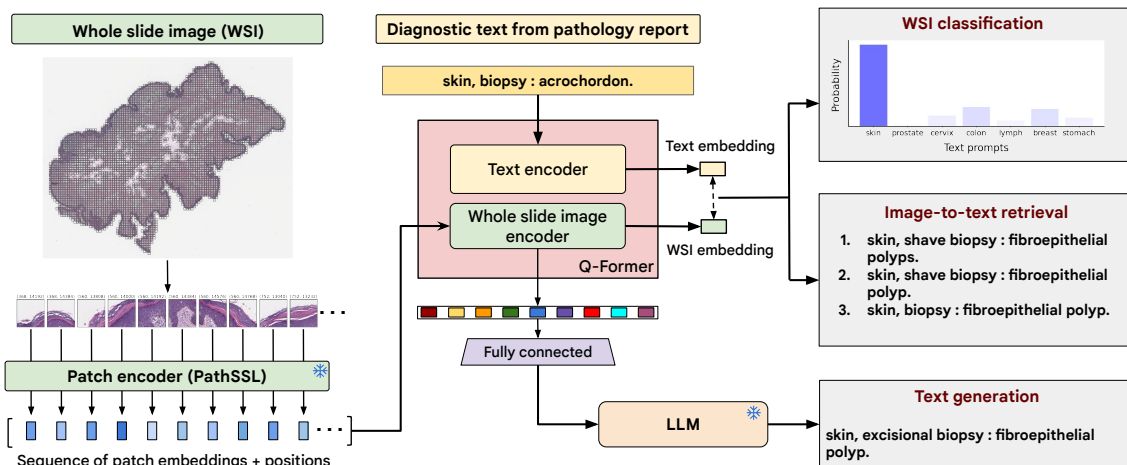 Whole slide image (WSI)
Diagnostic text from pathology report
skin, biopsy : acrochordon.
Text encoder
Whole slide image
encoder
Q-Former
Text embedding
WSI embedding
Fully connected
LLM
Patch encoder (PathSSL)
Sequence of patch embeddings + positions
WSI classification
Probability
skin prostate cervix colon lymph breast stomach
Text prompts
Image-to-text retrieval
1. skin, shave biopsy : fibroepithelial
polyps.
2. skin, shave biopsy : fibroepithelial
polyp.
3. skin, biopsy : fibroepithelial polyp.
Text generation
skin, excisional biopsy : fibroepithelial
polyp.